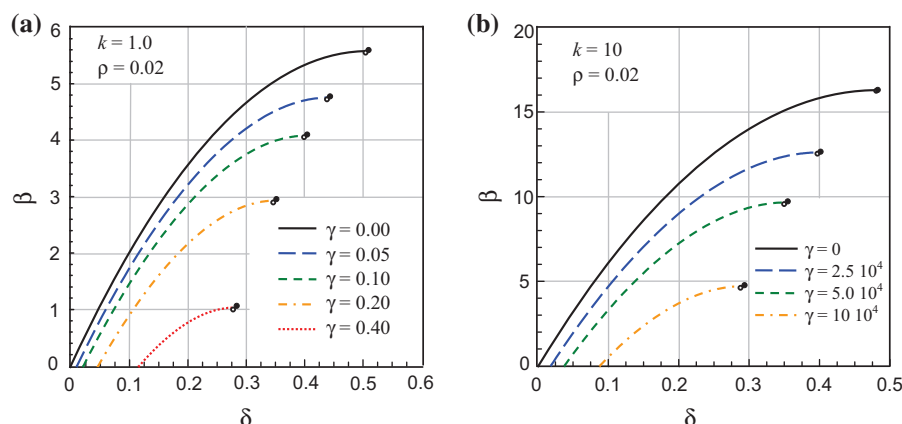 (a)
k = 1.0
ρ = 0.02
6
5
4
3
2
1
0
β
γ = 0.00
γ = 0.05
γ = 0.10
γ = 0.20
γ = 0.40
0 0.1 0.2 0.3 0.4 0.5 0.6
δ
(b)
k = 10
ρ = 0.02
20
15
10
5
0
β
γ = 0
γ = 2.5 10⁴
γ = 5.0 10⁴
γ = 10 10⁴
0 0.1 0.2 0.3 0.4 0.5
δ